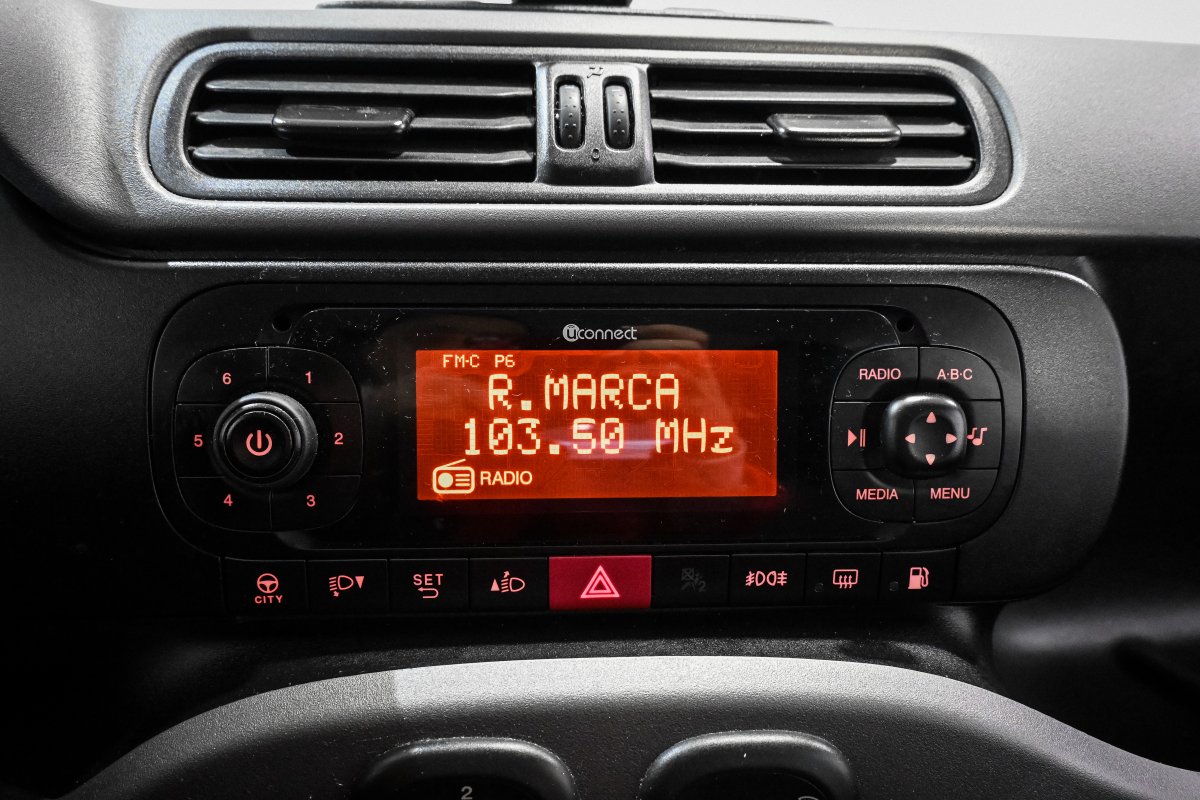 uconnect
FM-C P6
R.MARCA
103.50 MHz
RADIO
6 1
5 2
4 3
RADIO A·B·C
MEDIA MENU
CITY
SET
2